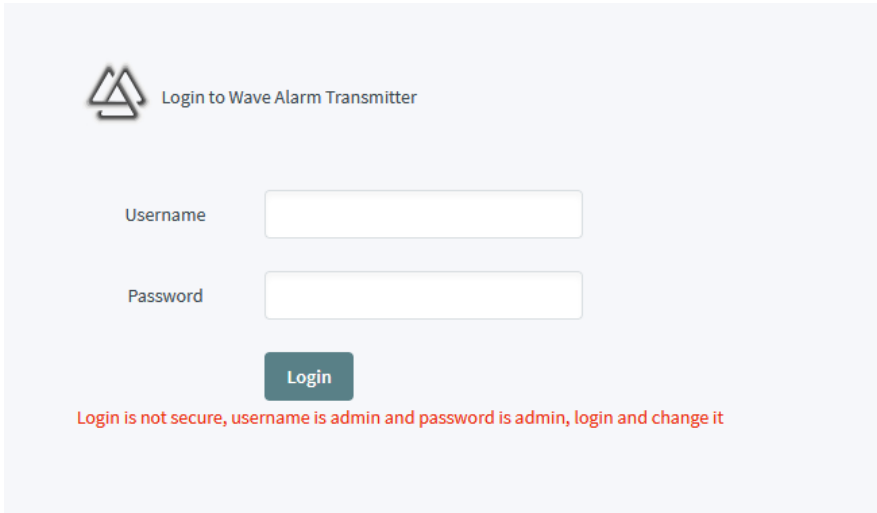 Login to Wave Alarm Transmitter
Username
Password
Login
Login is not secure, username is admin and password is admin, login and change it